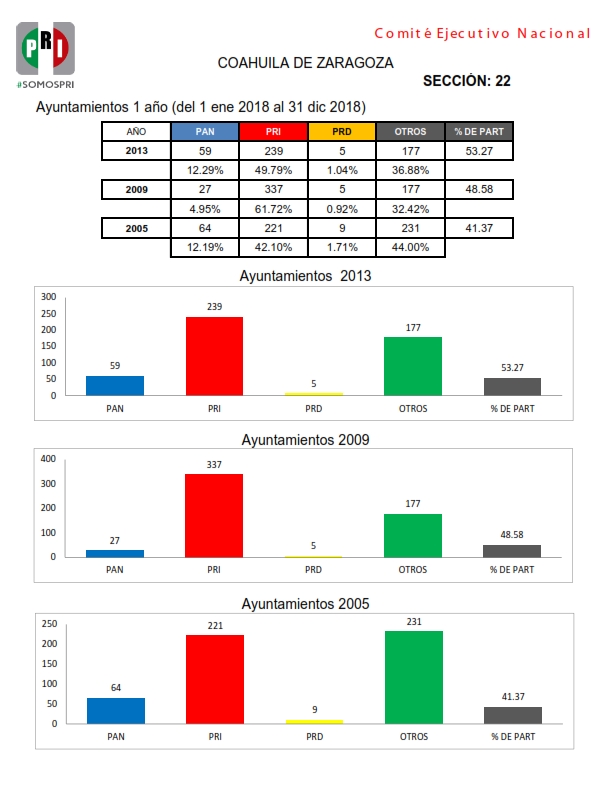 Comité Ejecutivo Nacional
PRI
#SOMOSPRI
COAHUILA DE ZARAGOZA
SECCIÓN: 22
Ayuntamientos 1 año (del 1 ene 2018 al 31 dic 2018)
AÑO PAN PRI PRD OTROS % DE PART
2013 59 239 5 177 53.27
12.29% 49.79% 1.04% 36.88%
2009 27 337 5 177 48.58
4.95% 61.72% 0.92% 32.42%
2005 64 221 9 231 41.37
12.19% 42.10% 1.71% 44.00%
Ayuntamientos 2013
300
250
200
150
100
50
0
59 239 5 177 53.27
PAN PRI PRD OTROS % DE PART
Ayuntamientos 2009
400
300
200
100
0
27 337 5 177 48.58
PAN PRI PRD OTROS % DE PART
Ayuntamientos 2005
250
200
150
100
50
0
64 221 9 231 41.37
PAN PRI PRD OTROS % DE PART